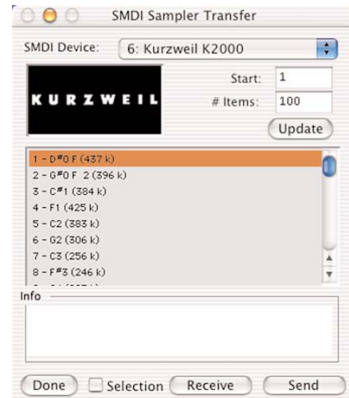 SMDI Sampler Transfer
SMDI Device: 6: Kurzweil K2000
KURZWEIL
Start: 1
# Items: 100
Update
1 - D#0 F (437 k)
2 - G#0 F 2 (396 k)
3 - C#1 (384 k)
4 - F1 (425 k)
5 - C2 (383 k)
6 - G2 (306 k)
7 - C3 (256 k)
8 - F#3 (246 k)
Info
Done Selection Receive Send